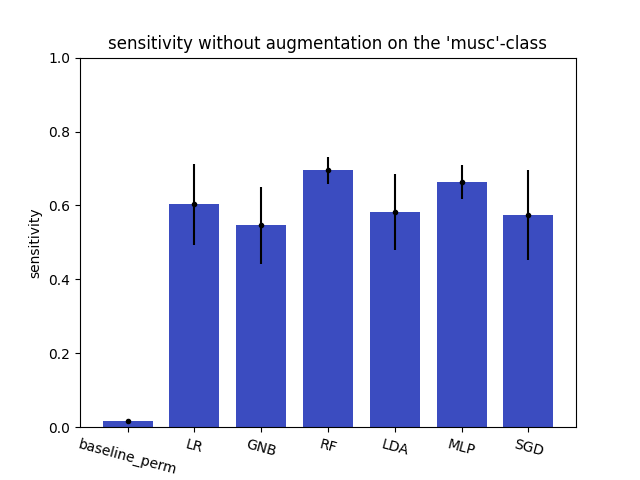 sensitivity without augmentation on the 'musc'-class
1.0
0.8
0.6
0.4
0.2
0.0
sensitivity
baseline_perm
LR
GNB
RF
LDA
MLP
SGD